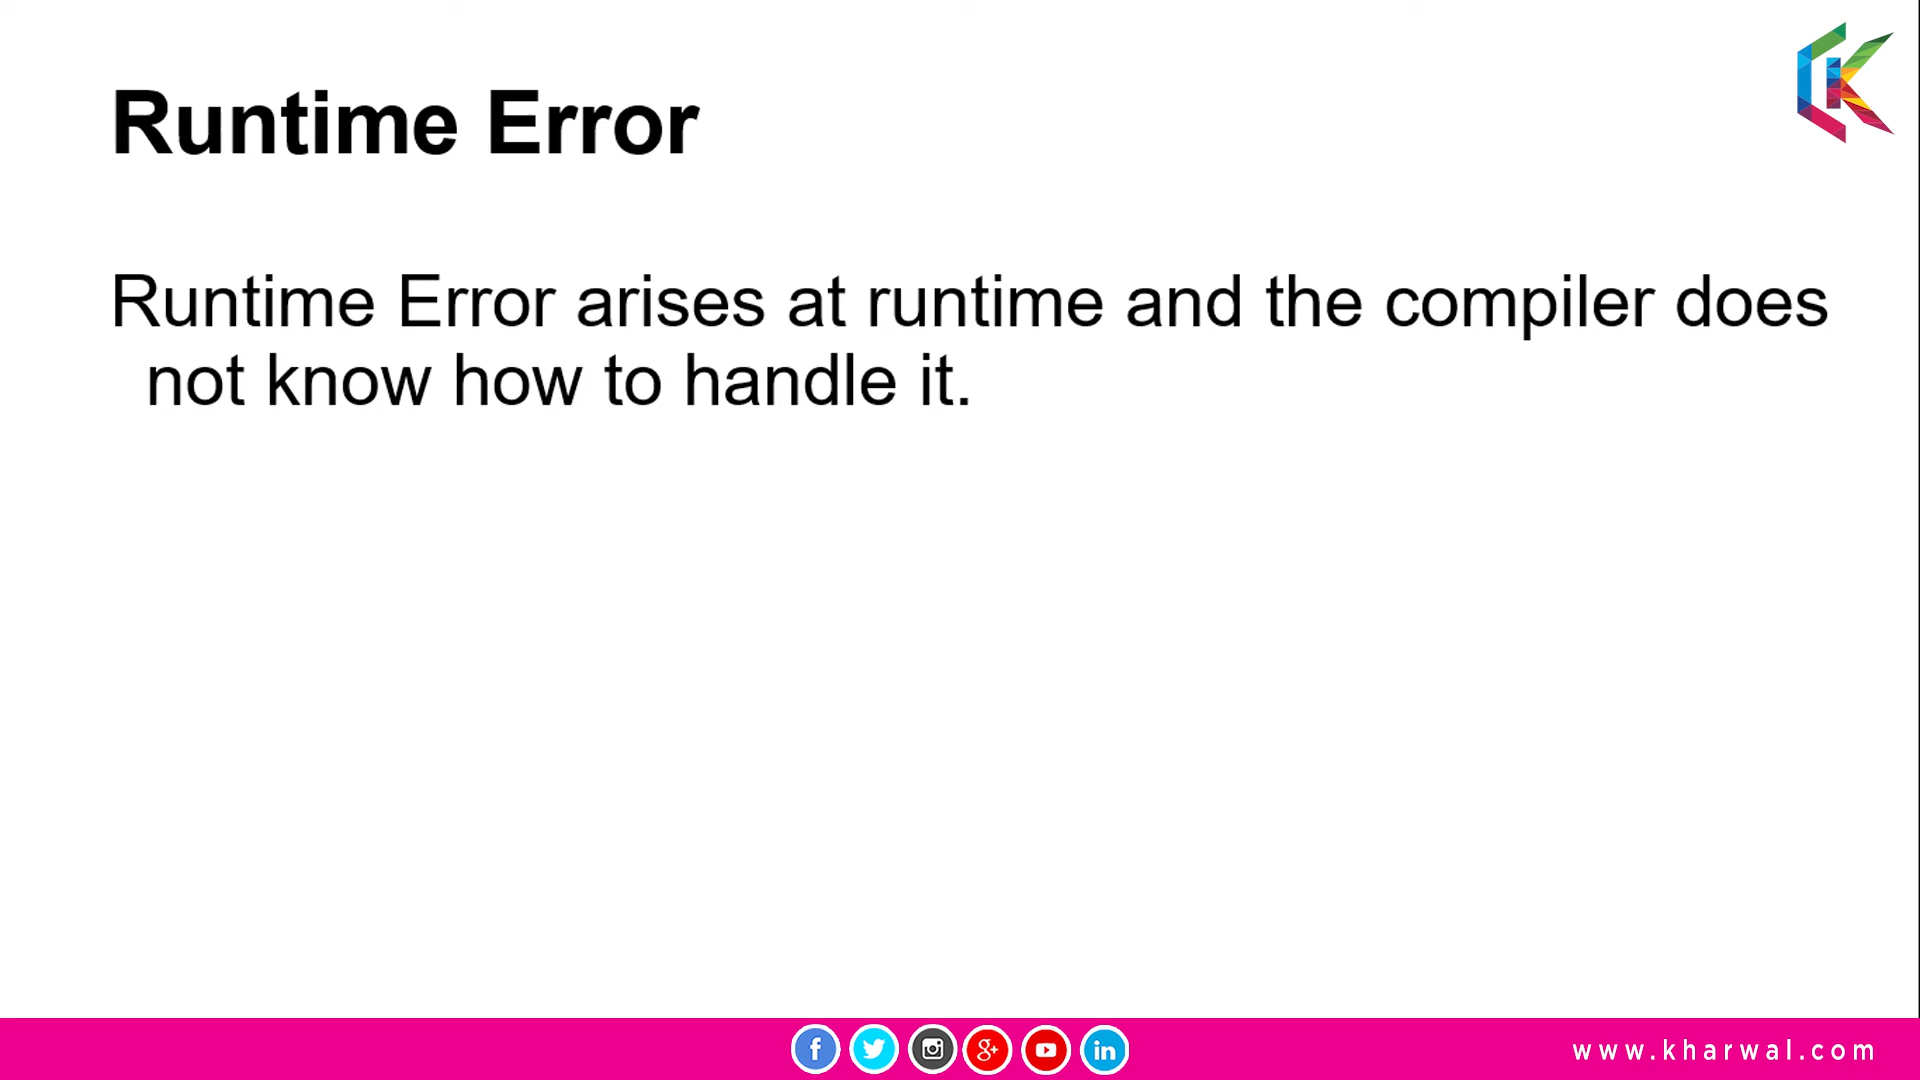 Runtime Error
Runtime Error arises at runtime and the compiler does
not know how to handle it.
www.kharwal.com